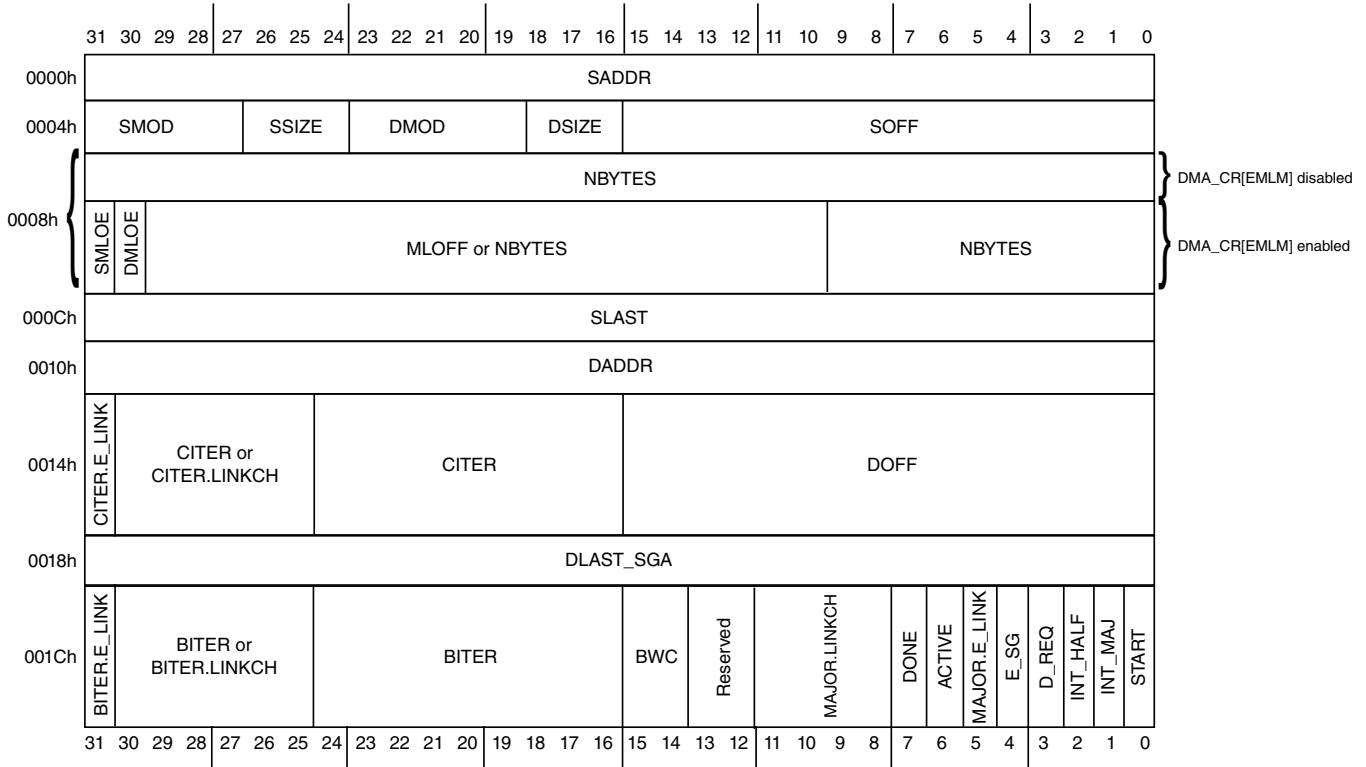 31 30 29 28 27 26 25 24 23 22 21 20 19 18 17 16 15 14 13 12 11 10 9 8 7 6 5 4 3 2 1 0
0000h SADDR
0004h SMOD SSIZE DMOD DSIZE SOFF
NBYTES DMA_CR[EMLM] disabled
0008h SMLOE DMLOE MLOFF or NBYTES NBYTES DMA_CR[EMLM] enabled
000Ch SLAST
0010h DADDR
0014h CITER.E_LINK CITER or
CITER.LINKCH CITER DOFF
0018h DLAST_SGA
001Ch BITER.E_LINK BITER or
BITER.LINKCH BITER BWC Reserved MAJOR.LINKCH DONE ACTIVE MAJOR.E_LINK E_SG D_REQ INT_HALF INT_MAJ START
31 30 29 28 27 26 25 24 23 22 21 20 19 18 17 16 15 14 13 12 11 10 9 8 7 6 5 4 3 2 1 0